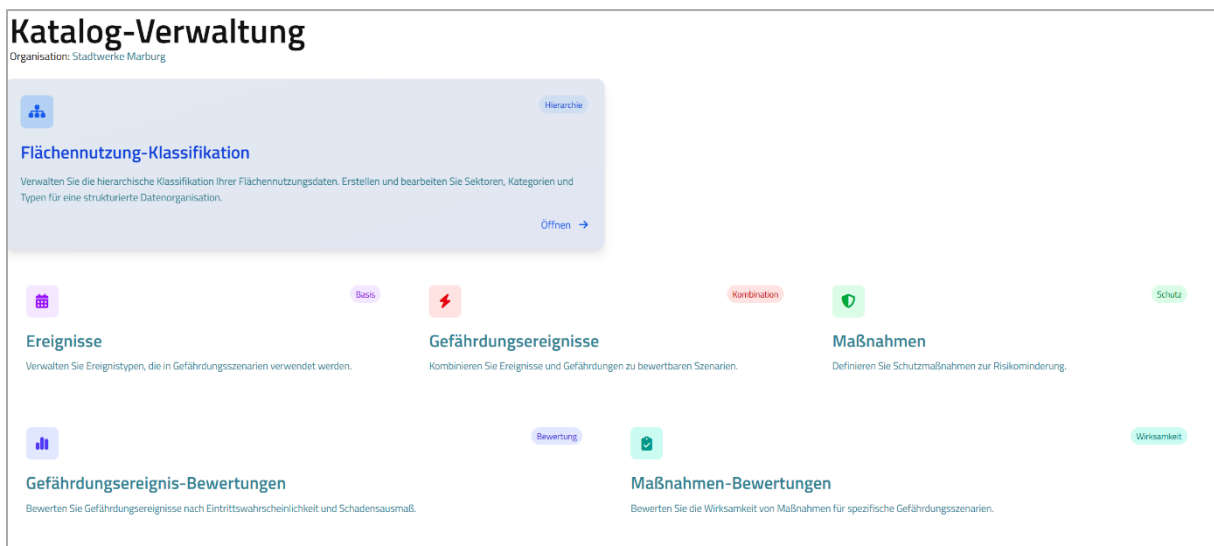 Katalog-Verwaltung
Organisation: Stadtwerke Marburg
Hierarchie
Flächennutzung-Klassifikation
Verwalten Sie die hierarchische Klassifikation Ihrer Flächennutzungsdaten. Erstellen und bearbeiten Sie Sektoren, Kategorien und
Typen für eine strukturierte Datenorganisation.
Öffnen →
Basis
Ereignisse
Verwalten Sie Ereignistypen, die in Gefährdungsszenarien verwendet werden.
Kombination
Gefährdungsereignisse
Kombinieren Sie Ereignisse und Gefährdungen zu bewertbaren Szenarien.
Schutz
Maßnahmen
Definieren Sie Schutzmaßnahmen zur Risikominderung.
Bewertung
Gefährdungsereignis-Bewertungen
Bewerten Sie Gefährdungsereignisse nach Eintrittswahrscheinlichkeit und Schadensausmaß.
Wirksamkeit
Maßnahmen-Bewertungen
Bewerten Sie die Wirksamkeit von Maßnahmen für spezifische Gefährdungsszenarien.